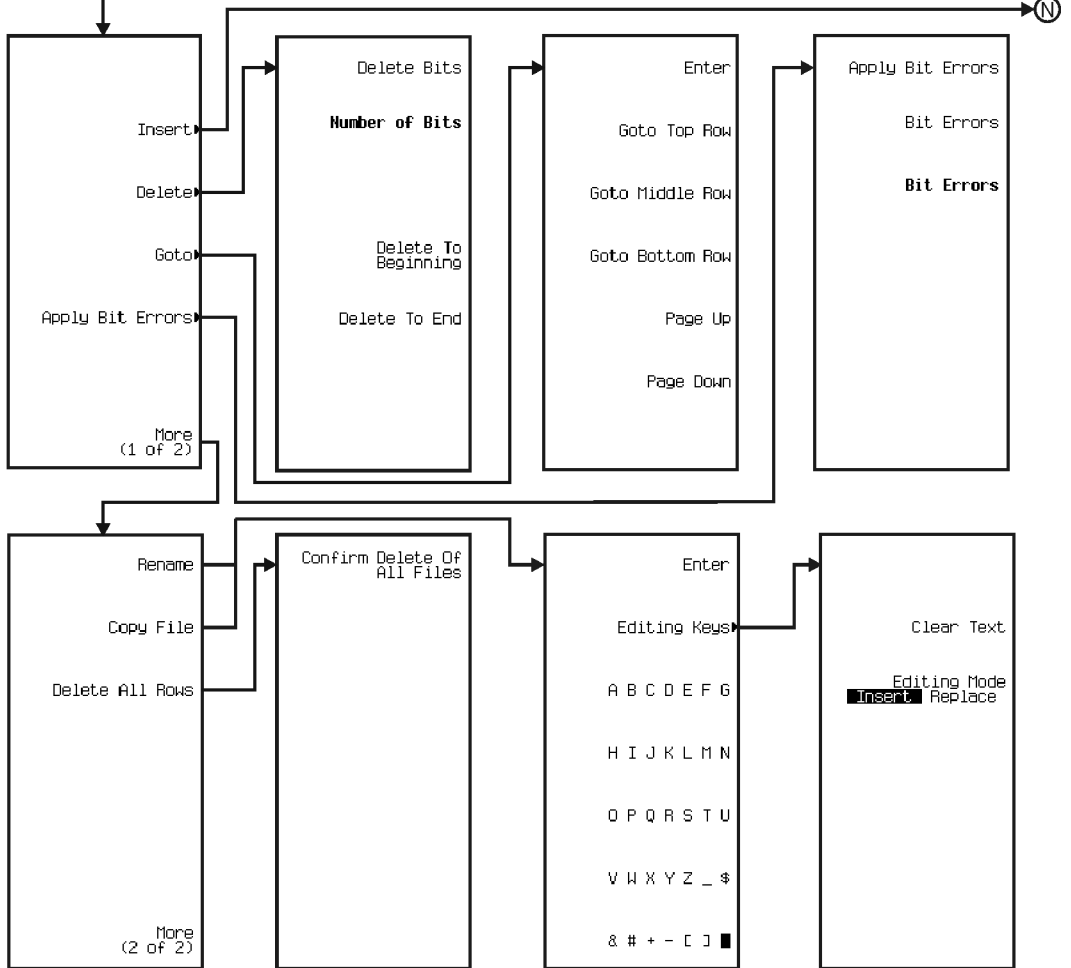 N
Insert
Delete
Goto
Apply Bit Errors
More
(1 of 2)
Delete Bits
Number of Bits
Delete To
Beginning
Delete To End
Enter
Goto Top Row
Goto Middle Row
Goto Bottom Row
Page Up
Page Down
Apply Bit Errors
Bit Errors
Bit Errors
Rename
Copy File
Delete All Rows
More
(2 of 2)
Confirm Delete Of
All Files
Enter
Editing Keys
A B C D E F G
H I J K L M N
O P Q R S T U
V W X Y Z _ $
& # + - [ ] █
Clear Text
Editing Mode
Insert Replace